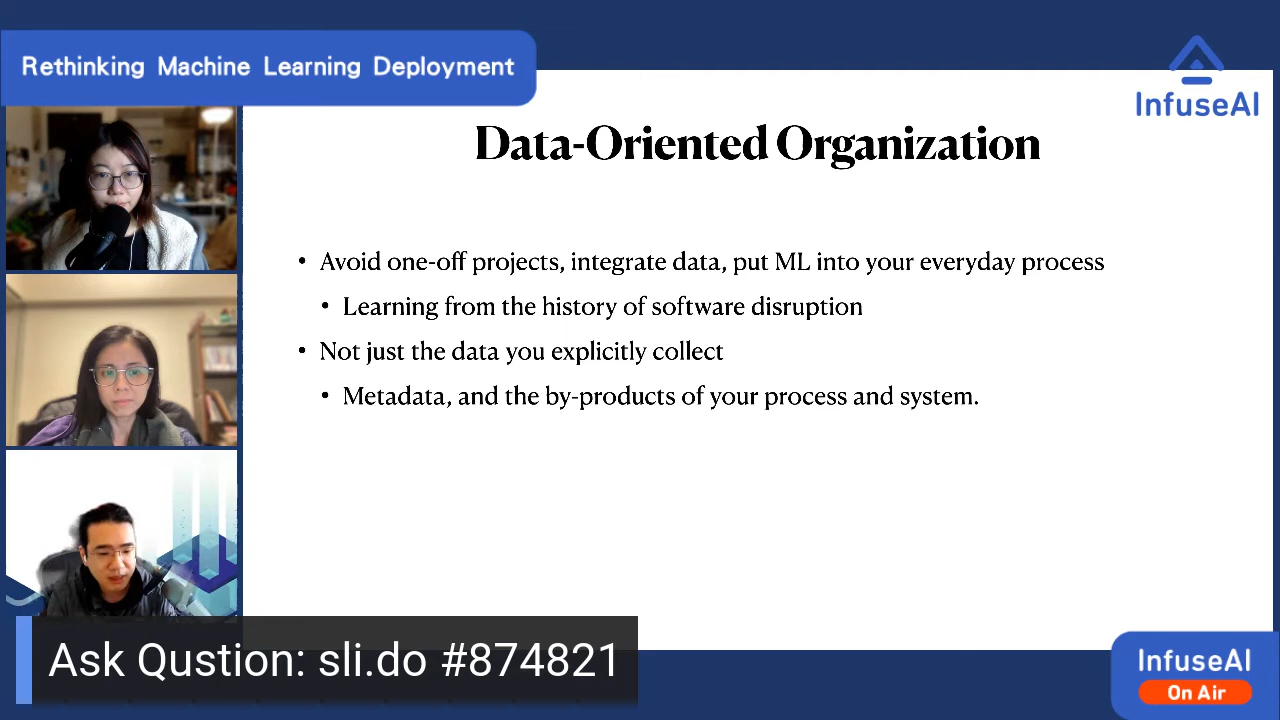 Rethinking Machine Learning Deployment
InfuseAI
Data-Oriented Organization
• Avoid one-off projects, integrate data, put ML into your everyday process
• Learning from the history of software disruption
• Not just the data you explicitly collect
• Metadata, and the by-products of your process and system.
Ask Qustion: sli.do #874821
InfuseAI
On Air